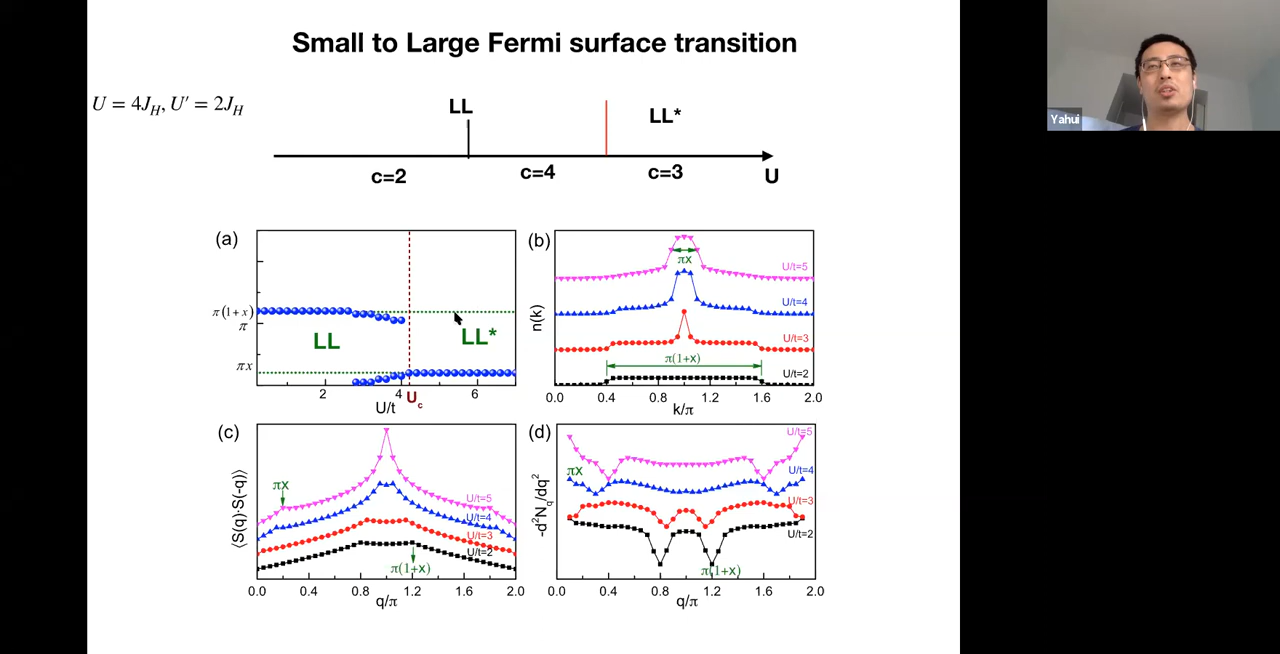 Small to Large Fermi surface transition
U = 4J_H, U′ = 2J_H
LL
LL*
c=2
c=4
c=3
U
(a)
π(1+x)
π
πx
LL
LL*
2
4
6
U_c
U/t
(b)
n(k)
πx
U/t=5
U/t=4
U/t=3
π(1+x)
U/t=2
0.0
0.4
0.8
1.2
1.6
2.0
k/π
(c)
⟨S(q)·S(-q)⟩
πx
U/t=5
U/t=4
U/t=3
U/t=2
π(1+x)
0.0
0.4
0.8
1.2
1.6
2.0
q/π
(d)
-d²N_q/dq²
U/t=5
πx
U/t=4
U/t=3
U/t=2
π(1+x)
0.0
0.4
0.8
1.2
1.6
2.0
q/π
Yahui